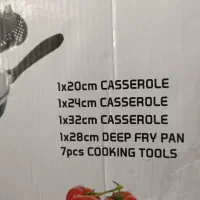 1x20cm CASSEROLE
1x24cm CASSEROLE
1x32cm CASSEROLE
1x28cm DEEP FRY PAN
7pcs COOKING TOOLS